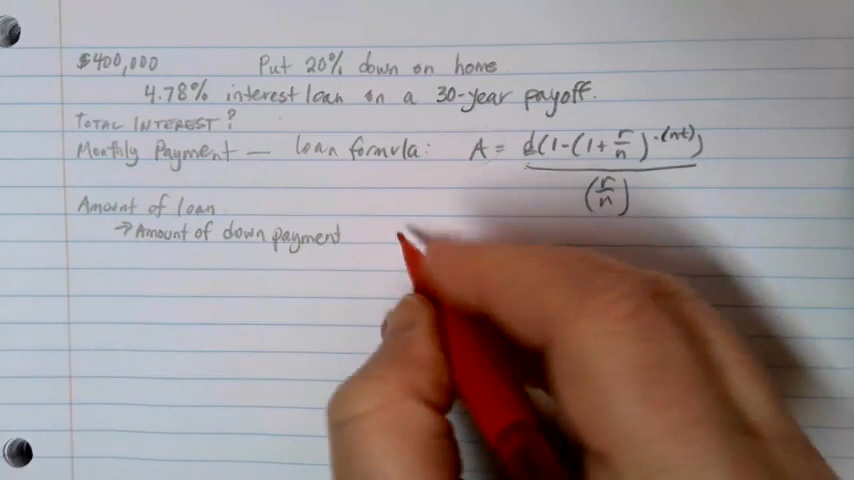 $400,000 Put 20% down on home
4.78% interest loan on a 30-year payoff.
TOTAL INTEREST?
Monthly Payment — loan formula: A = d(1-(1+r/n)^-(nt)) / (r/n)
Amount of loan
→ Amount of down payment